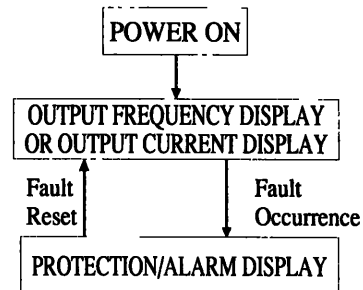 POWER ON
OUTPUT FREQUENCY DISPLAY
OR OUTPUT CURRENT DISPLAY
Fault
Reset
Fault
Occurrence
PROTECTION/ALARM DISPLAY